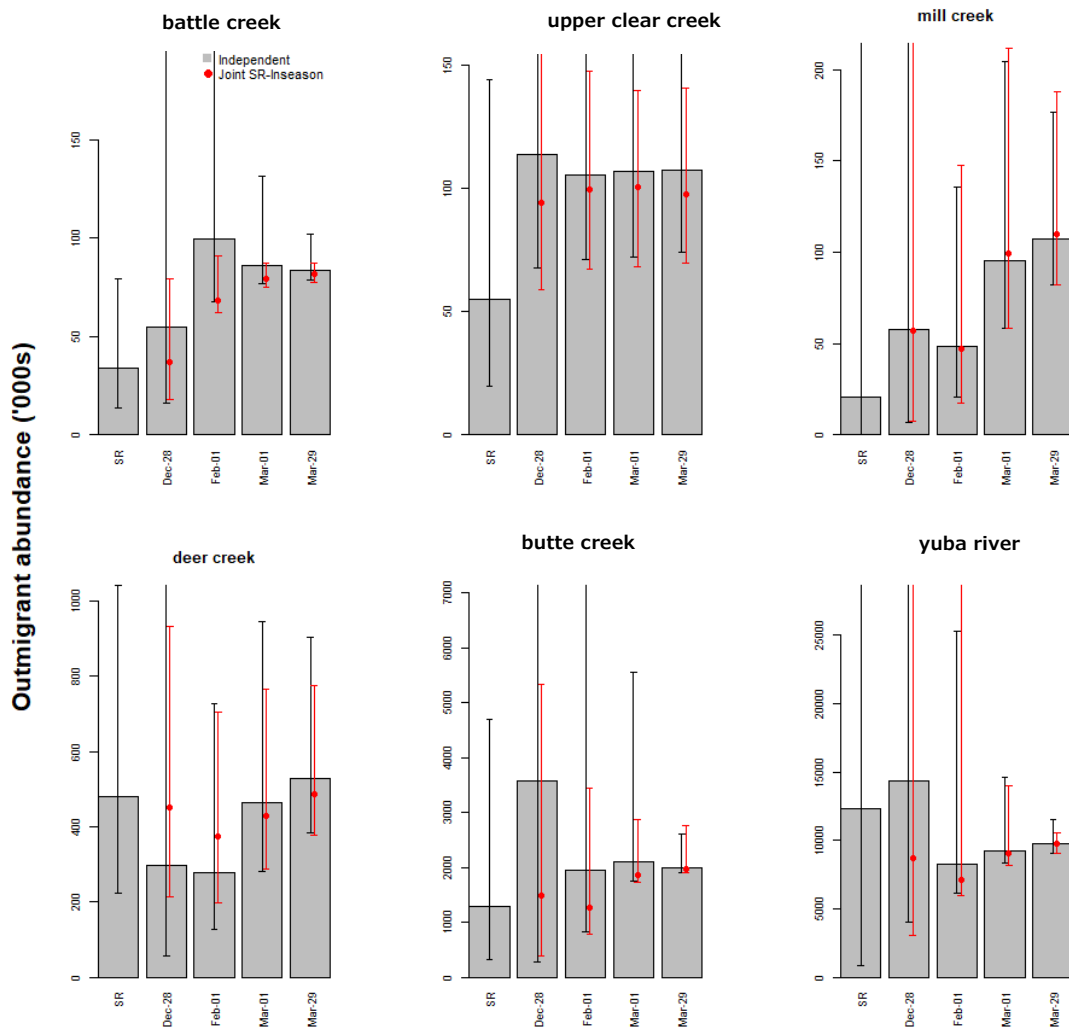 battle creek
upper clear creek
mill creek
Independent
Joint SR-Inseason
Outmigrant abundance ('000s)
0
50
100
150
SR
Dec-28
Feb-01
Mar-01
Mar-29
0
50
100
150
SR
Dec-28
Feb-01
Mar-01
Mar-29
0
50
100
150
200
SR
Dec-28
Feb-01
Mar-01
Mar-29
deer creek
butte creek
yuba river
0
200
400
600
800
1000
SR
Dec-28
Feb-01
Mar-01
Mar-29
0
1000
2000
3000
4000
5000
6000
7000
SR
Dec-28
Feb-01
Mar-01
Mar-29
0
5000
10000
15000
20000
25000
SR
Dec-28
Feb-01
Mar-01
Mar-29